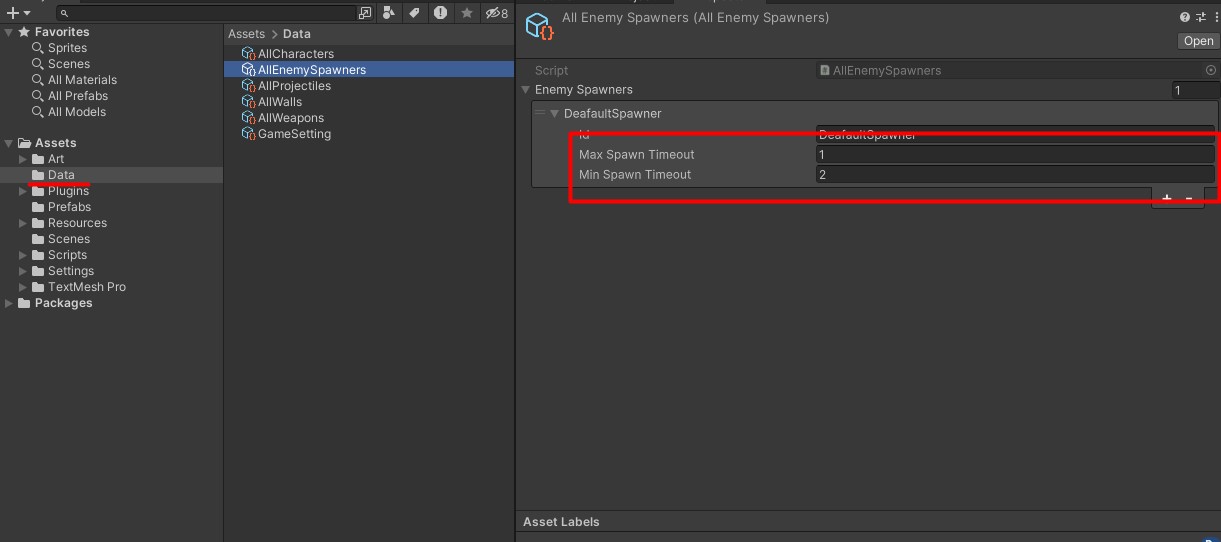 8
All Enemy Spawners (All Enemy Spawners)
Open
Favorites
Sprites
Scenes
All Materials
All Prefabs
All Models
Assets
Art
Data
Plugins
Prefabs
Resources
Scenes
Scripts
Settings
TextMesh Pro
Packages
Assets > Data
AllCharacters
AllEnemySpawners
AllProjectiles
AllWalls
AllWeapons
GameSetting
Script AllEnemySpawners
Enemy Spawners 1
DeafaultSpawner
Id DeafaultSpawner
Max Spawn Timeout 1
Min Spawn Timeout 2
+ -
Asset Labels